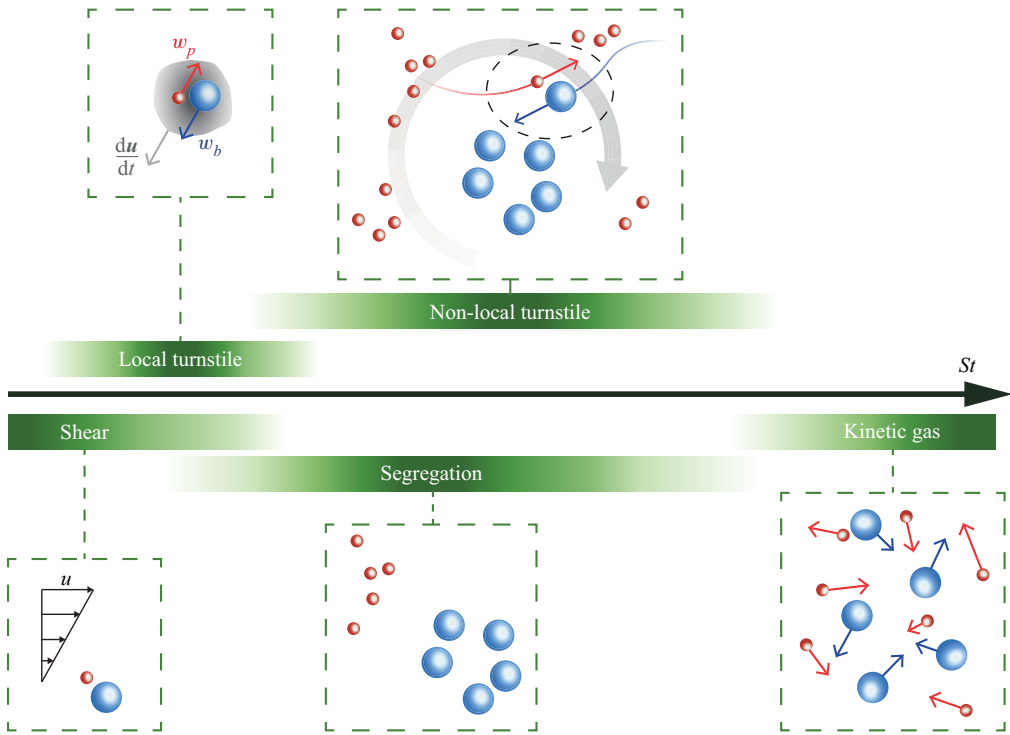 w_p
w_b
du
dt
Non-local turnstile
Local turnstile
St
Shear
Kinetic gas
Segregation
u